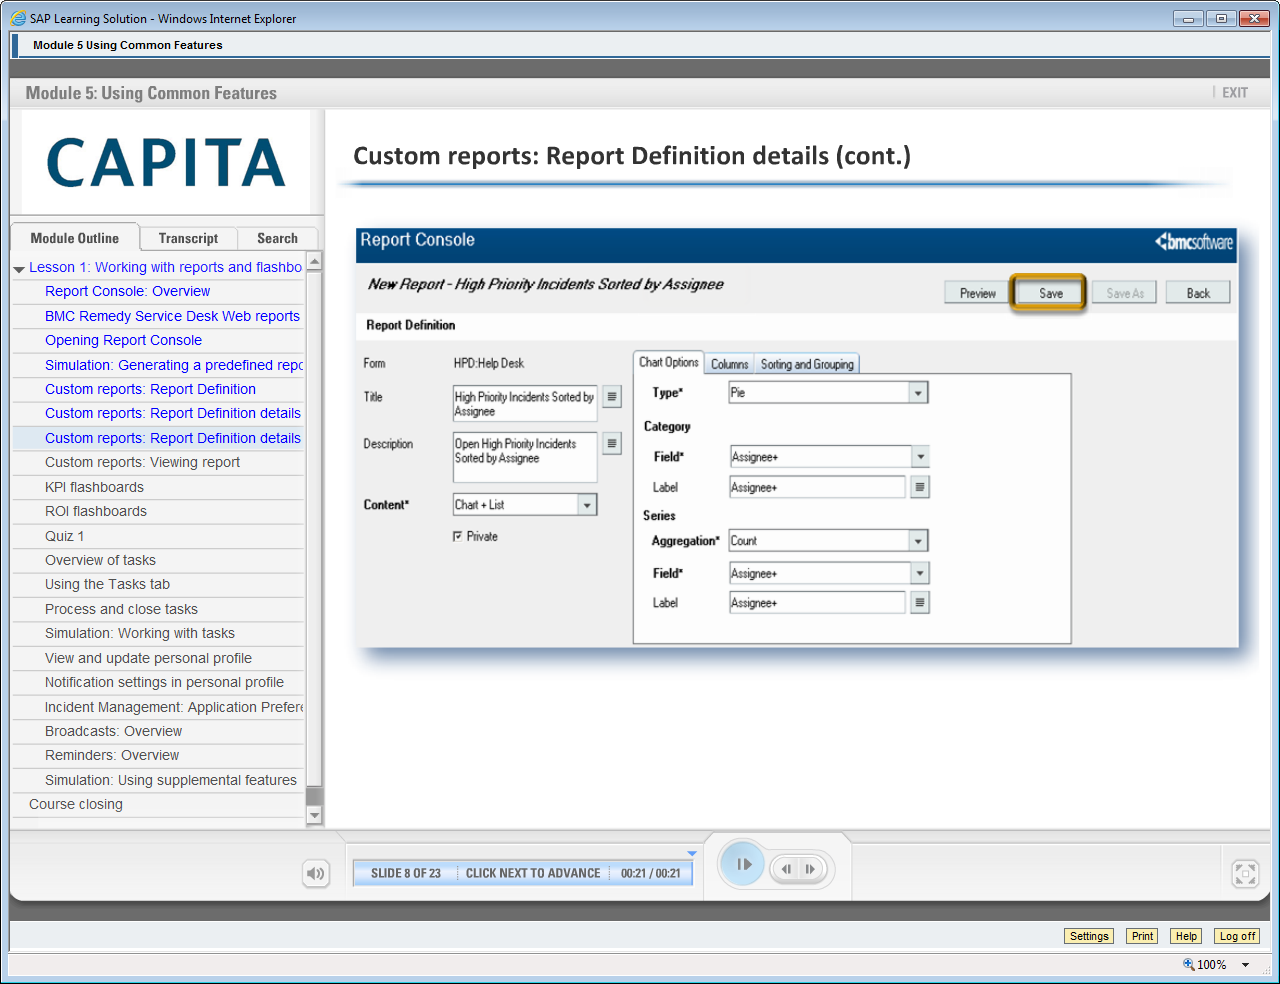 SAP Learning Solution - Windows Internet Explorer
Module 5 Using Common Features
Module 5: Using Common Features
EXIT
CAPITA
Module Outline
Transcript
Search
Lesson 1: Working with reports and flashbo
Report Console: Overview
BMC Remedy Service Desk Web reports
Opening Report Console
Simulation: Generating a predefined repo
Custom reports: Report Definition
Custom reports: Report Definition details
Custom reports: Report Definition details
Custom reports: Viewing report
KPI flashboards
ROI flashboards
Quiz 1
Overview of tasks
Using the Tasks tab
Process and close tasks
Simulation: Working with tasks
View and update personal profile
Notification settings in personal profile
Incident Management: Application Prefere
Broadcasts: Overview
Reminders: Overview
Simulation: Using supplemental features
Course closing
Custom reports: Report Definition details (cont.)
Report Console
bmcsoftware
New Report - High Priority Incidents Sorted by Assignee
Preview
Save
Save As
Back
Report Definition
Form HPD:Help Desk
Title High Priority Incidents Sorted by
Assignee
Description Open High Priority Incidents
Sorted by Assignee
Content* Chart + List
Private
Chart Options
Columns
Sorting and Grouping
Type* Pie
Category
Field* Assignee+
Label Assignee+
Series
Aggregation* Count
Field* Assignee+
Label Assignee+
SLIDE 8 OF 23
CLICK NEXT TO ADVANCE
00:21 / 00:21
Settings
Print
Help
Log off
100%